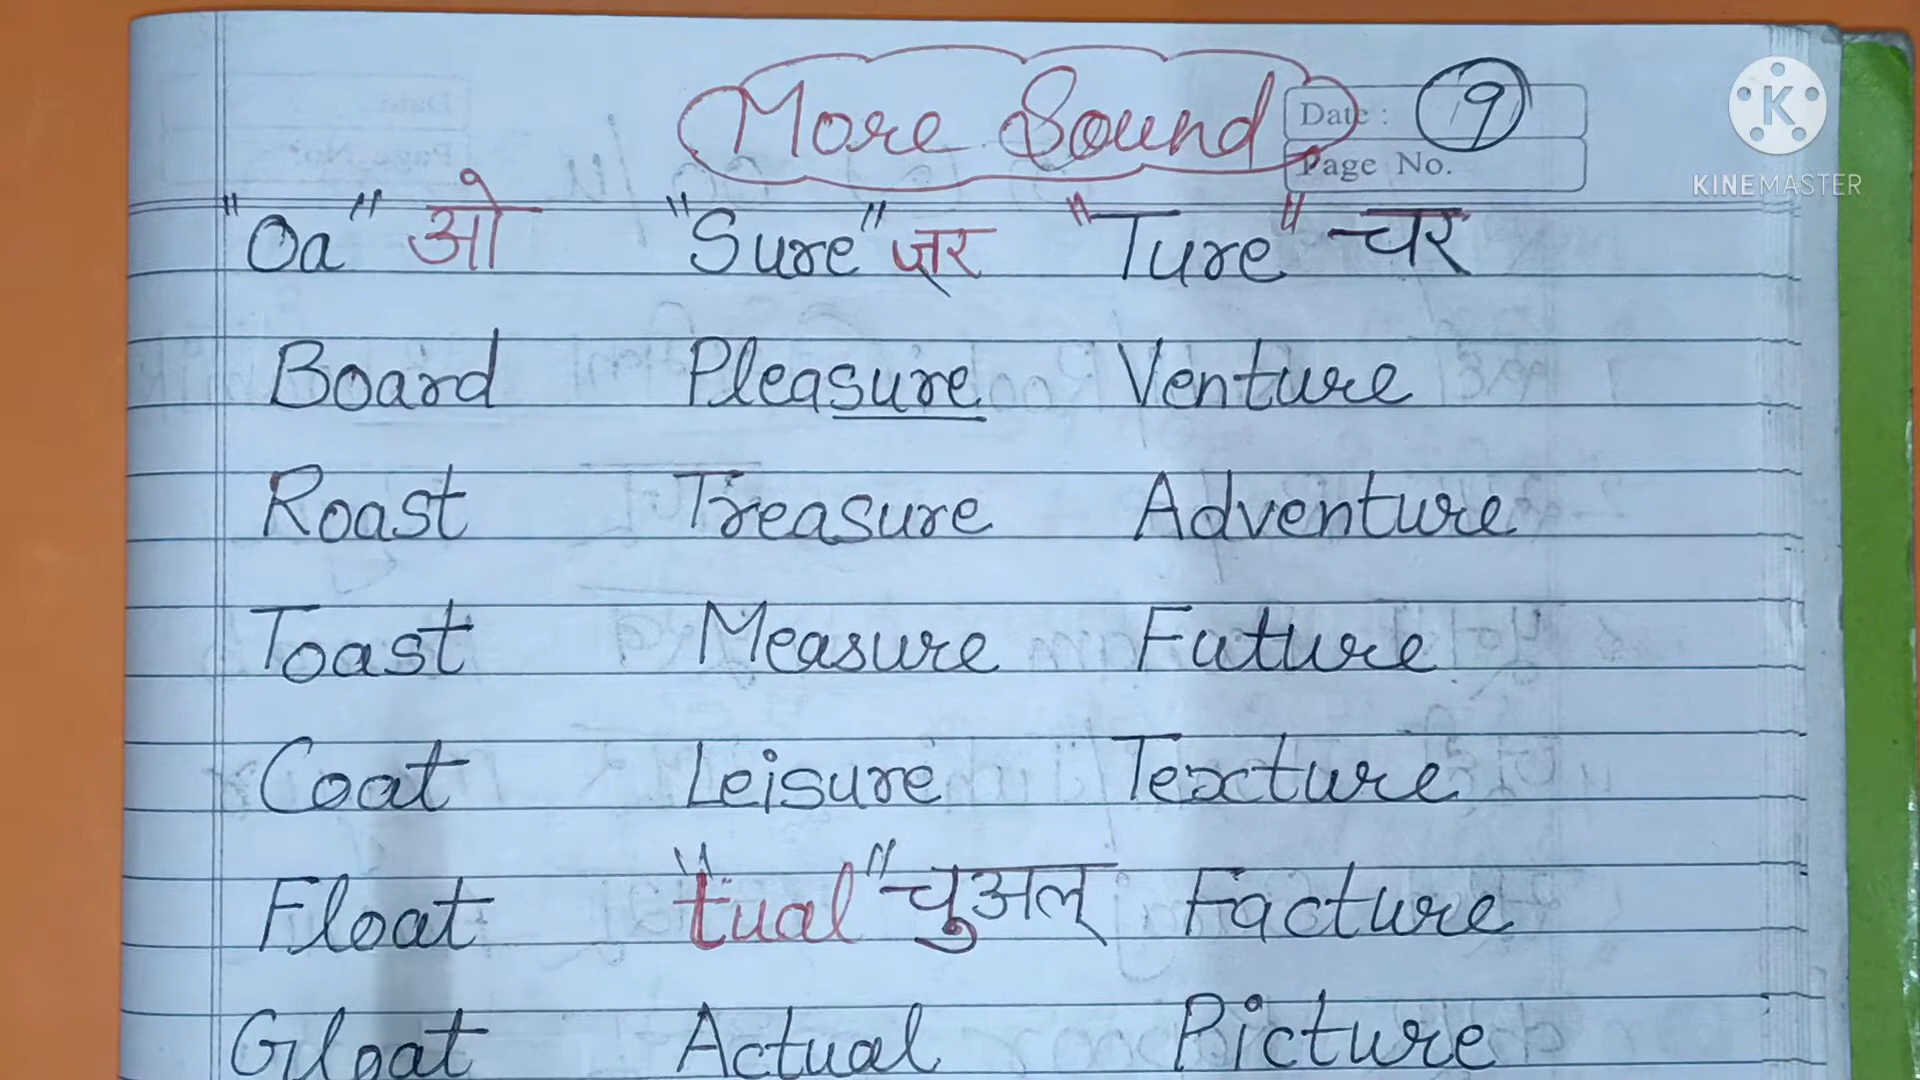 More Sound
Date : 9
Page No.
KINEMASTER
"Oa" ओ "Sure" ज़र "Ture" चर
Board Pleasure Venture
Roast Treasure Adventure
Toast Measure Future
Coat Leisure Texture
Float "tual" चुअल् Facture
Gloat Actual Picture